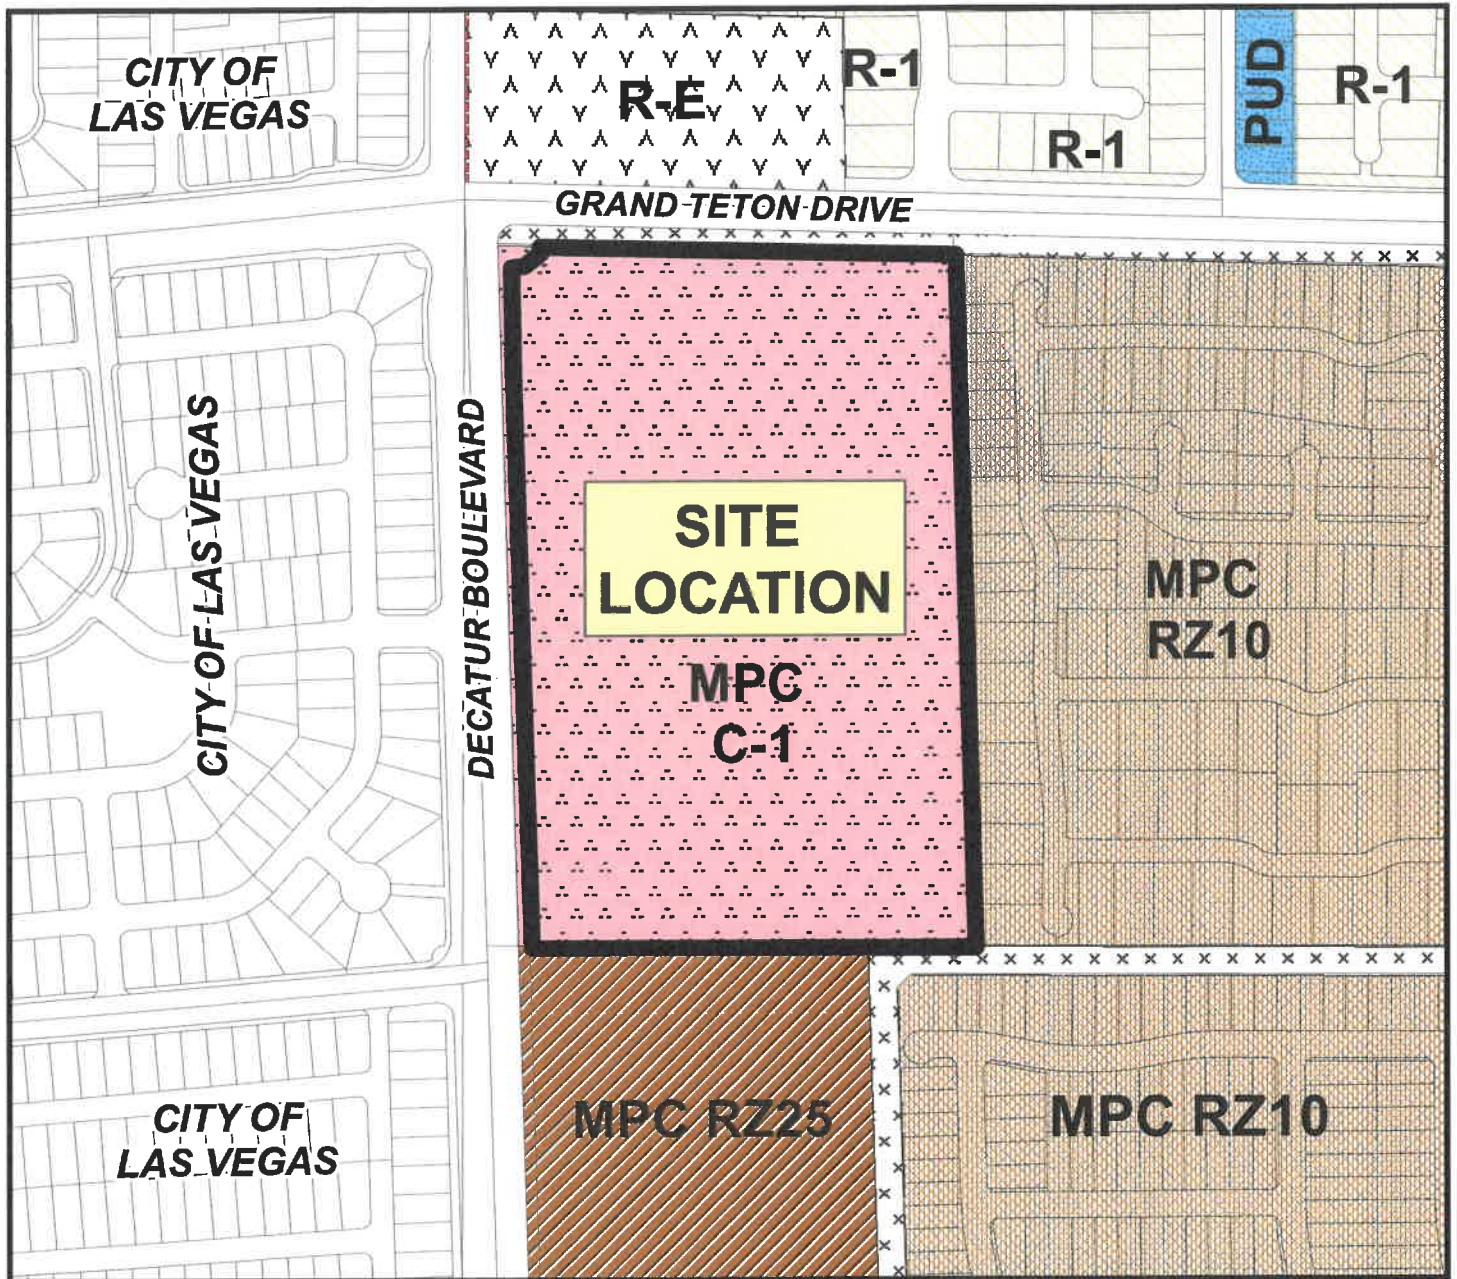 CITY OF
LAS VEGAS
R-E
R-1
R-1
PUD
R-1
GRAND TETON DRIVE
CITY OF LAS VEGAS
DECATUR BOULEVARD
SITE
LOCATION
MPC
C-1
MPC
RZ10
CITY OF
LAS VEGAS
MPC RZ25
MPC RZ10